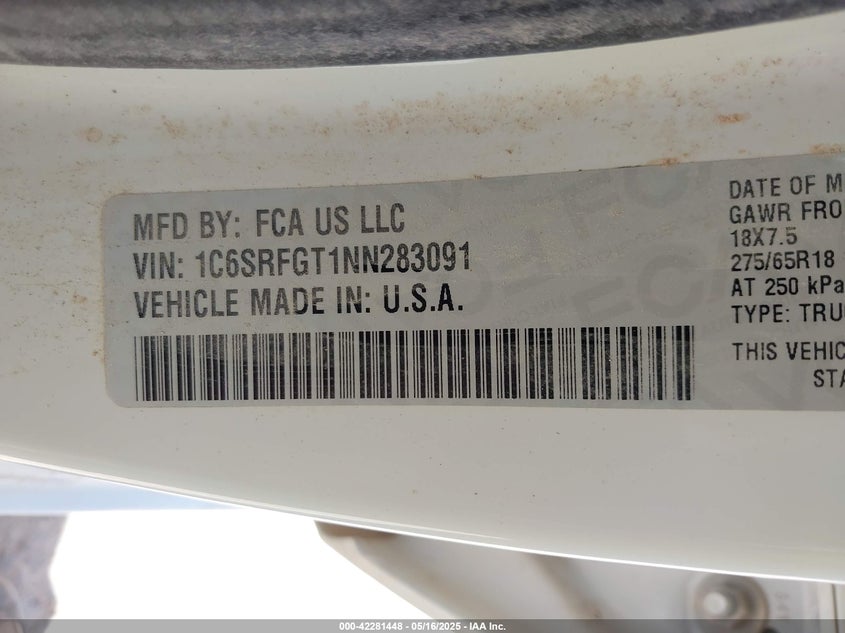 MFD BY: FCA US LLC
VIN: 1C6SRFGT1NN283091
VEHICLE MADE IN: U.S.A.
DATE OF M
GAWR FRO
18X7.5
275/65R18
AT 250 kPa
TYPE: TRU
THIS VEHIC
STA
000-42281448 - 05/16/2025 - IAA Inc.